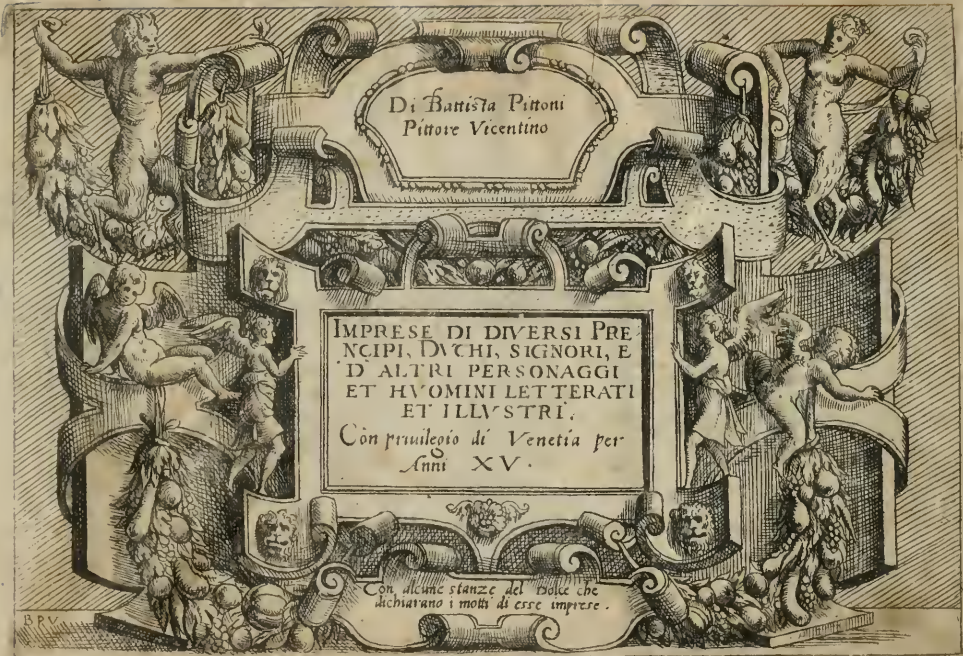 Di Battista Pittoni
Pittore Vicentino
IMPRESE DI DIVERSI PRE
NCIPI, DVCHI, SIGNORI, E
D' ALTRI PERSONAGGI
ET HVOMINI LETTERATI
ET ILLVSTRI.
Con priuilegio di Venetia per
Anni XV.
Con alcune stanze del Dolce che
dichiarano i motti di esse imprese.
B P V